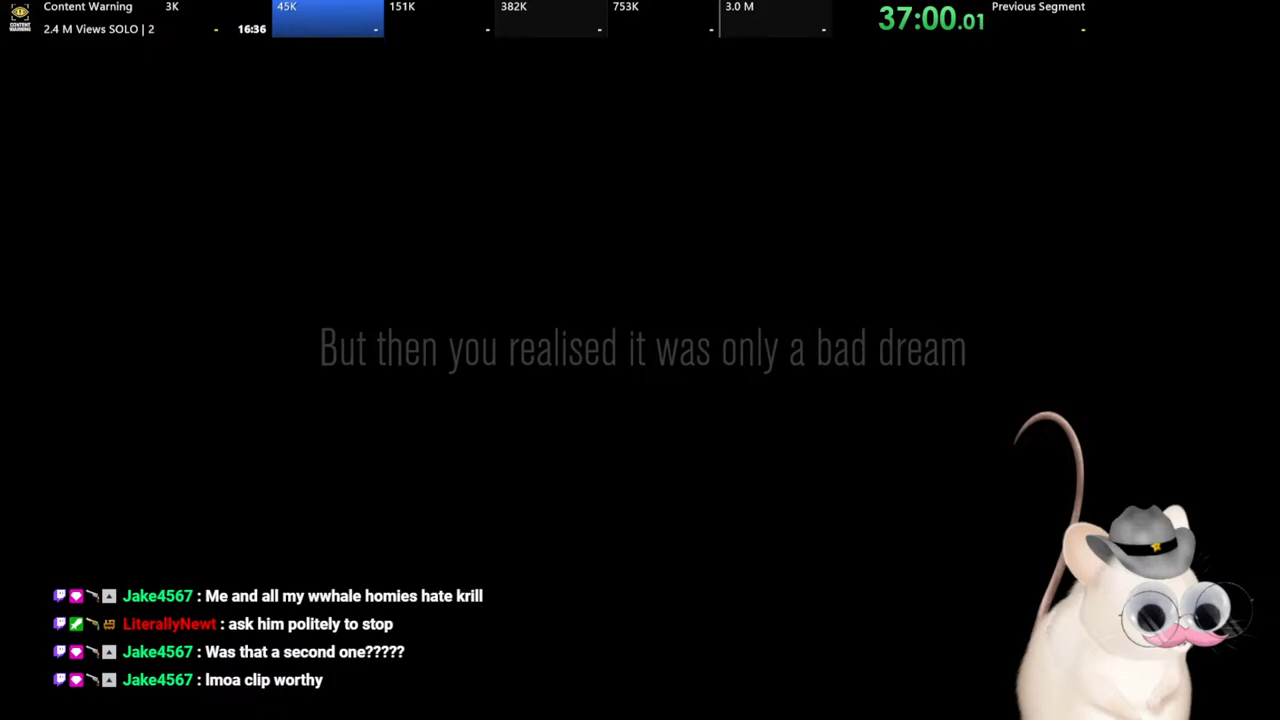 Content Warning 3K 45K 151K 382K 753K 3.0 M 37:00.01 Previous Segment
2.4 M Views SOLO | 2 - 16:36 - - - - - -
But then you realised it was only a bad dream
Jake4567 : Me and all my wwhale homies hate krill
LiterallyNewt : ask him politely to stop
Jake4567 : Was that a second one?????
Jake4567 : lmoa clip worthy